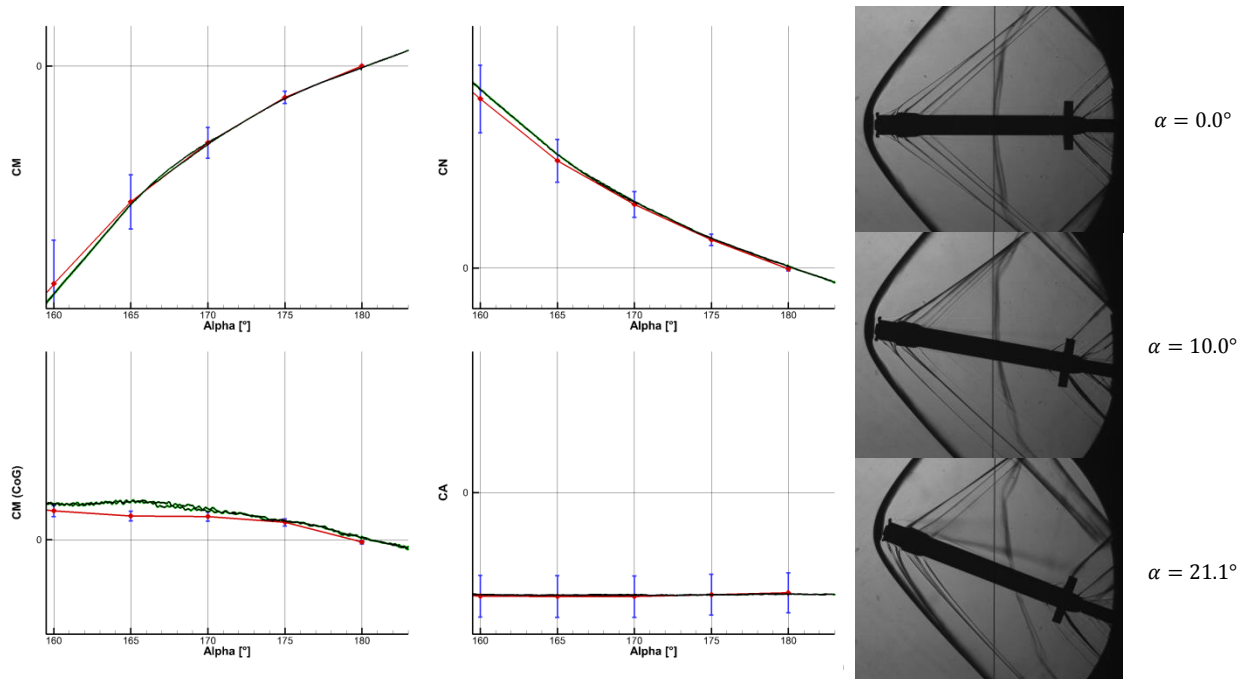 CM
0
160 165 170 175 180
Alpha [°]
CN
0
160 165 170 175 180
Alpha [°]
CM (CoG)
0
160 165 170 175 180
Alpha [°]
CA
0
160 165 170 175 180
Alpha [°]
α = 0.0°
α = 10.0°
α = 21.1°